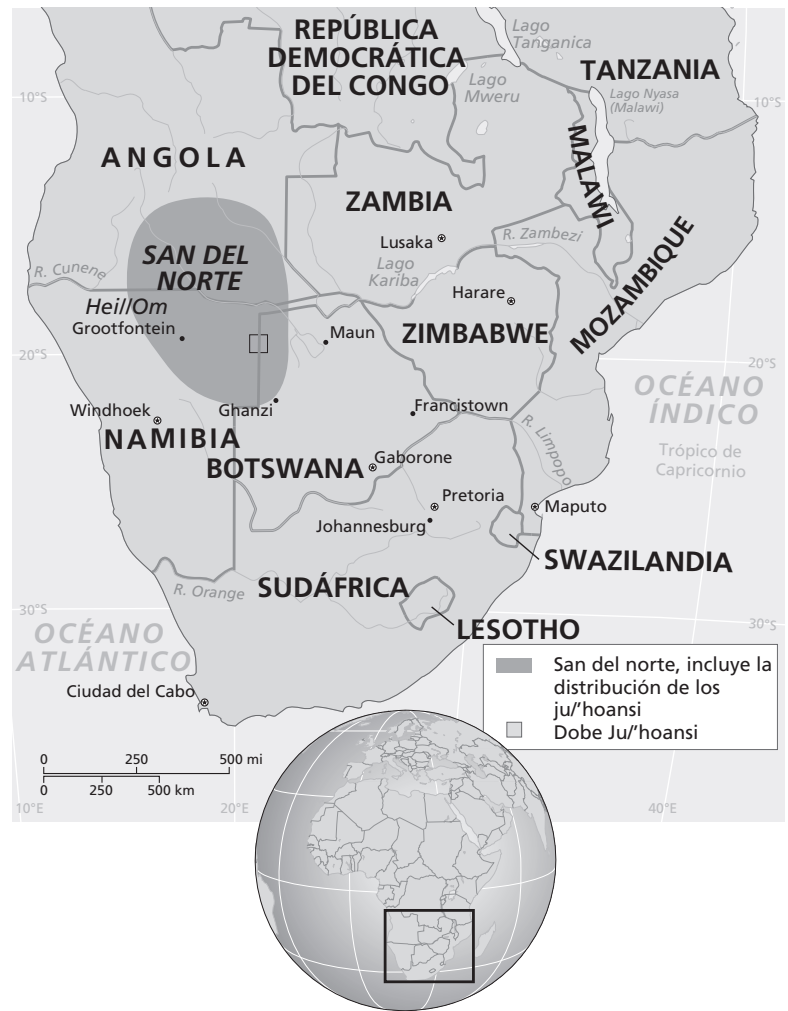 REPÚBLICA
DEMOCRÁTICA
DEL CONGO
Lago
Tanganica
TANZANIA
Lago
Mweru
Lago Nyasa
(Malawi)
10°S
10°S
ANGOLA
MALAWI
ZAMBIA
Lusaka
R. Zambezi
SAN DEL
NORTE
Lago
Kariba
R. Cunene
MOZAMBIQUE
Heil/Om
Harare
Grootfontein
Maun
ZIMBABWE
20°S
20°S
OCÉANO
ÍNDICO
Windhoek
Ghanzi
Francistown
NAMIBIA
R. Limpopo
Trópico de
Capricornio
BOTSWANA
Gaborone
Pretoria
Maputo
Johannesburg
SWAZILANDIA
R. Orange
SUDÁFRICA
30°S
30°S
LESOTHO
OCÉANO
ATLÁNTICO
Ciudad del Cabo
San del norte, incluye la
distribución de los
ju/'hoansi
Dobe Ju/'hoansi
0 250 500 mi
0 250 500 km
10°E
20°E
40°E